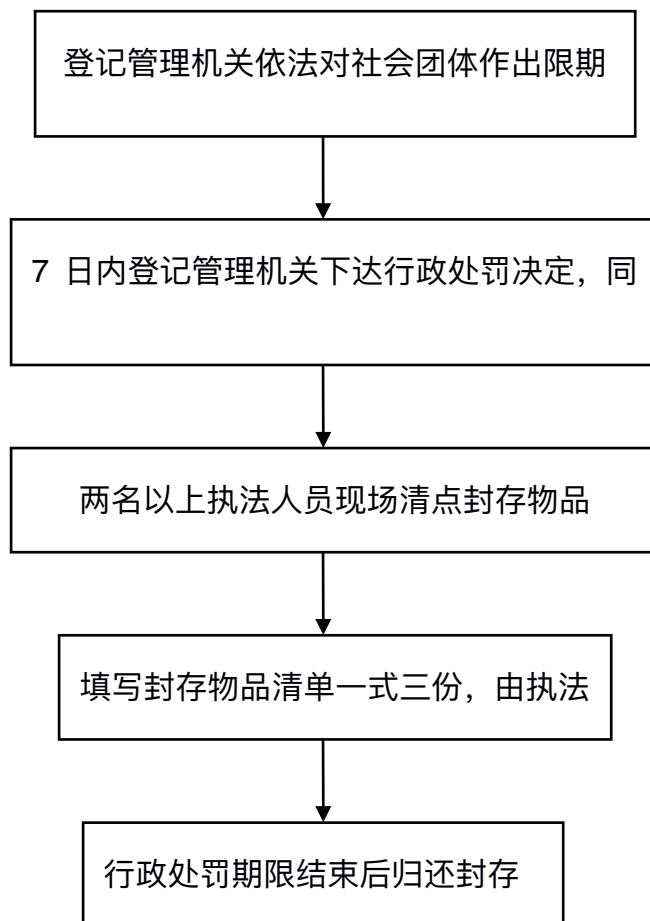 登记管理机关依法对社会团体作出限期
7 日内登记管理机关下达行政处罚决定，同
两名以上执法人员现场清点封存物品
填写封存物品清单一式三份，由执法
行政处罚期限结束后归还封存